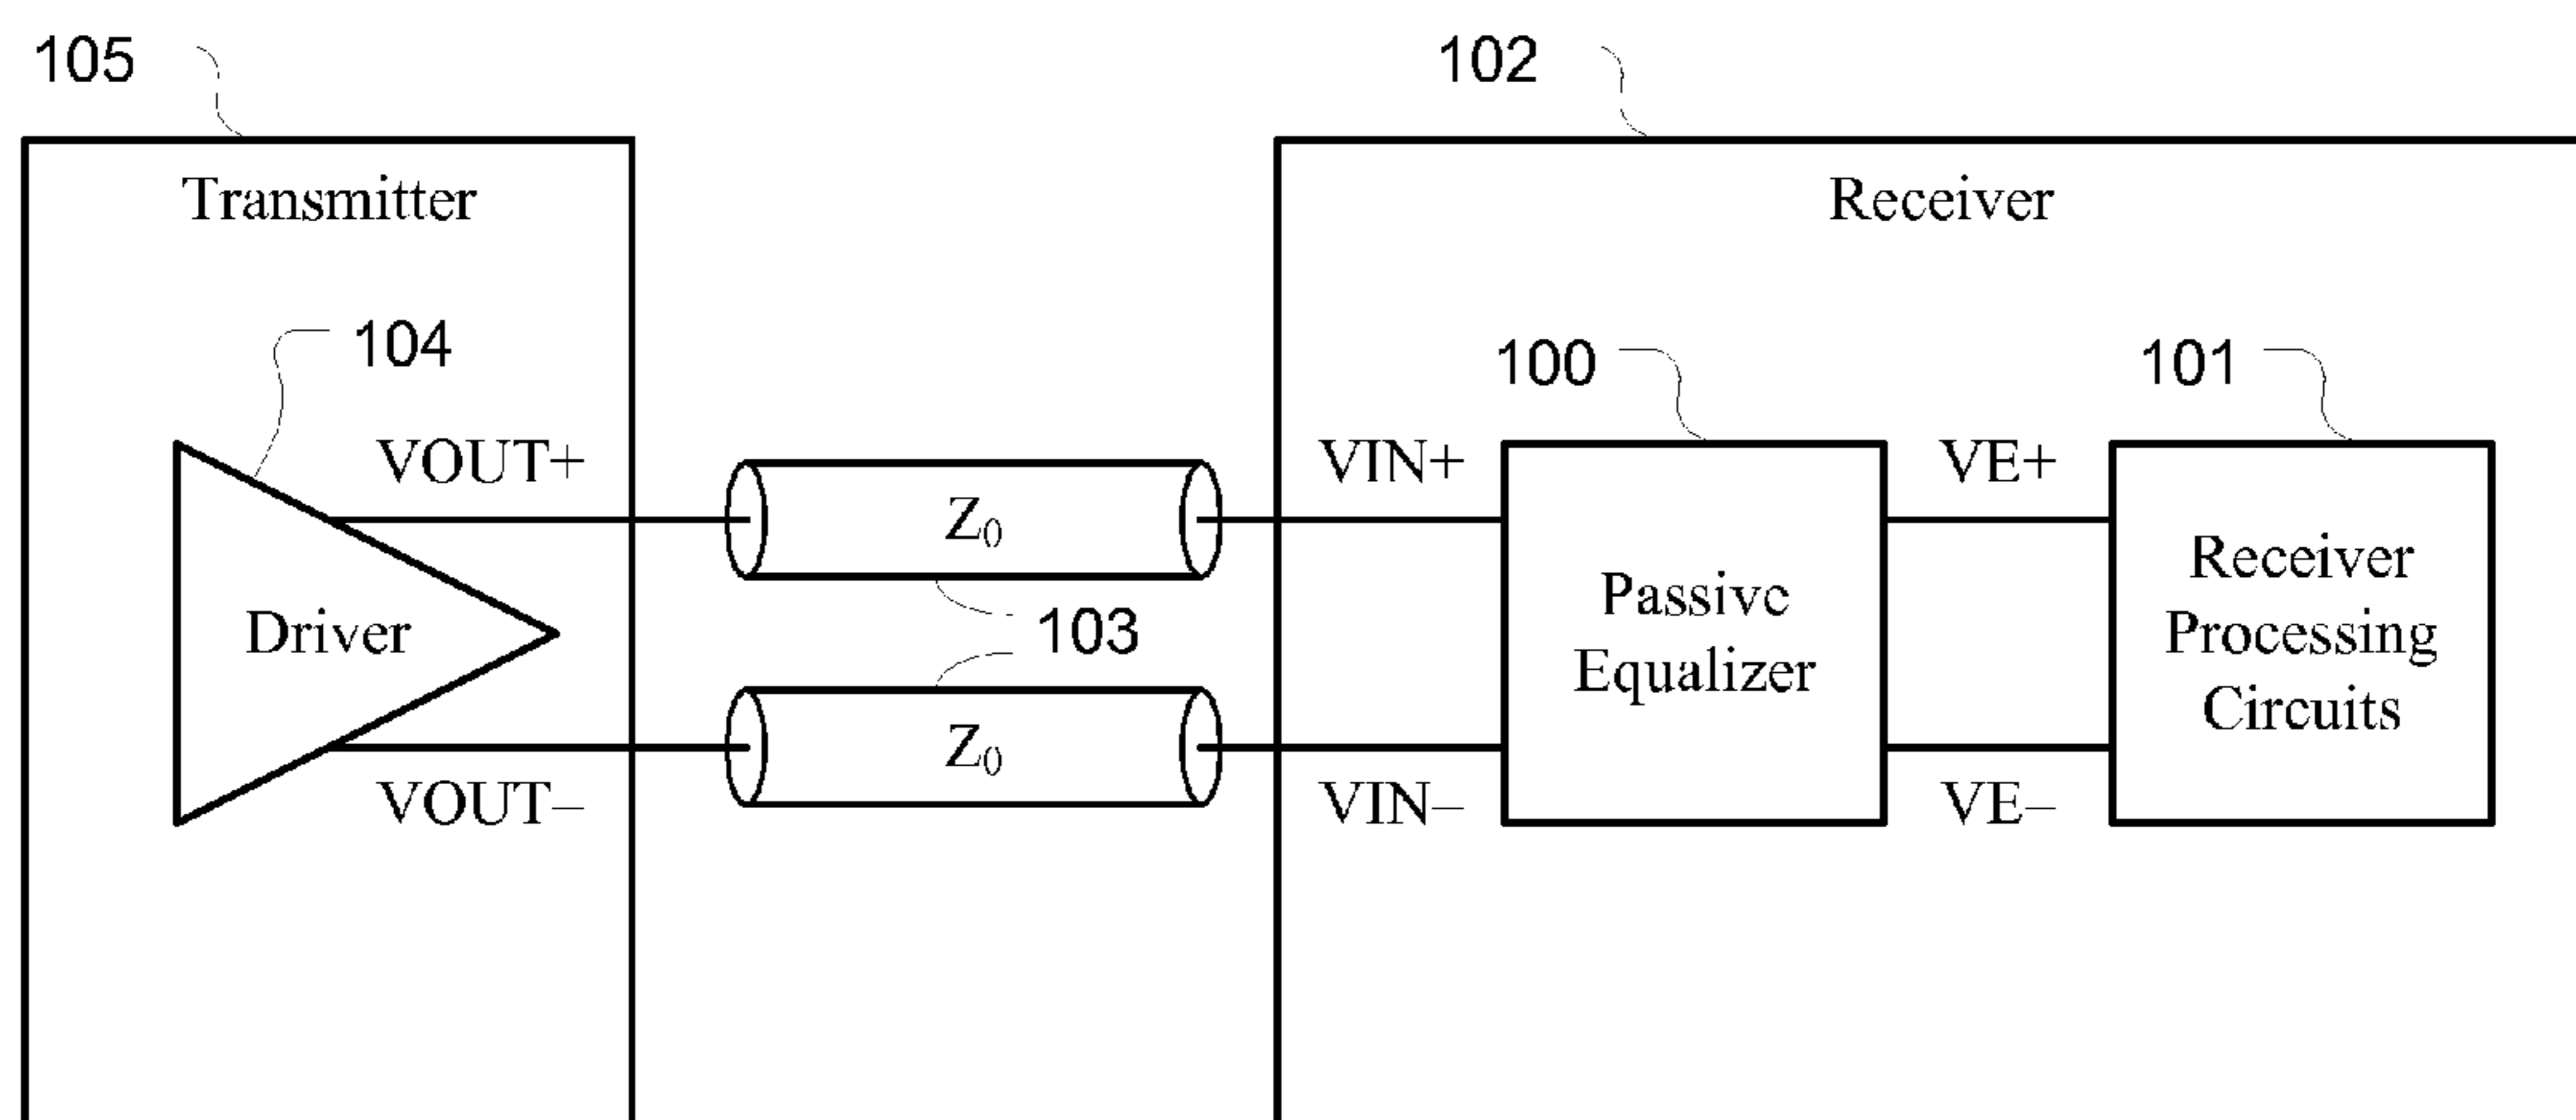 105
102
Transmitter
Receiver
104
100
101
VOUT+
VIN+
VE+
Z0
Driver
103
Passive
Equalizer
Receiver
Processing
Circuits
Z0
VOUT–
VIN–
VE–